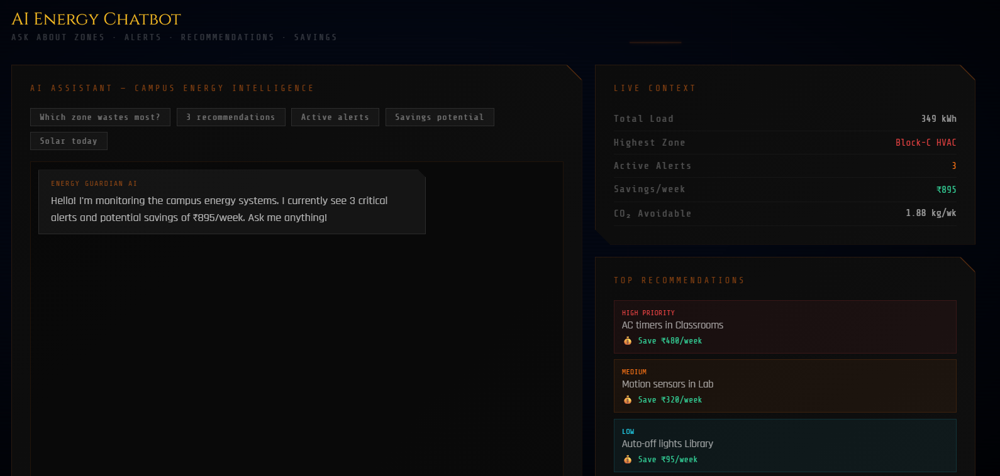 AI Energy Chatbot
ASK ABOUT ZONES · ALERTS · RECOMMENDATIONS · SAVINGS
AI ASSISTANT — CAMPUS ENERGY INTELLIGENCE
Which zone wastes most?
3 recommendations
Active alerts
Savings potential
Solar today
ENERGY GUARDIAN AI
Hello! I'm monitoring the campus energy systems. I currently see 3 critical
alerts and potential savings of ₹895/week. Ask me anything!
LIVE CONTEXT
Total Load 349 kWh
Highest Zone Block-C HVAC
Active Alerts 3
Savings/week ₹895
CO₂ Avoidable 1.88 kg/wk
TOP RECOMMENDATIONS
HIGH PRIORITY
AC timers in Classrooms
💰 Save ₹480/week
MEDIUM
Motion sensors in Lab
💰 Save ₹320/week
LOW
Auto-off lights Library
💰 Save ₹95/week